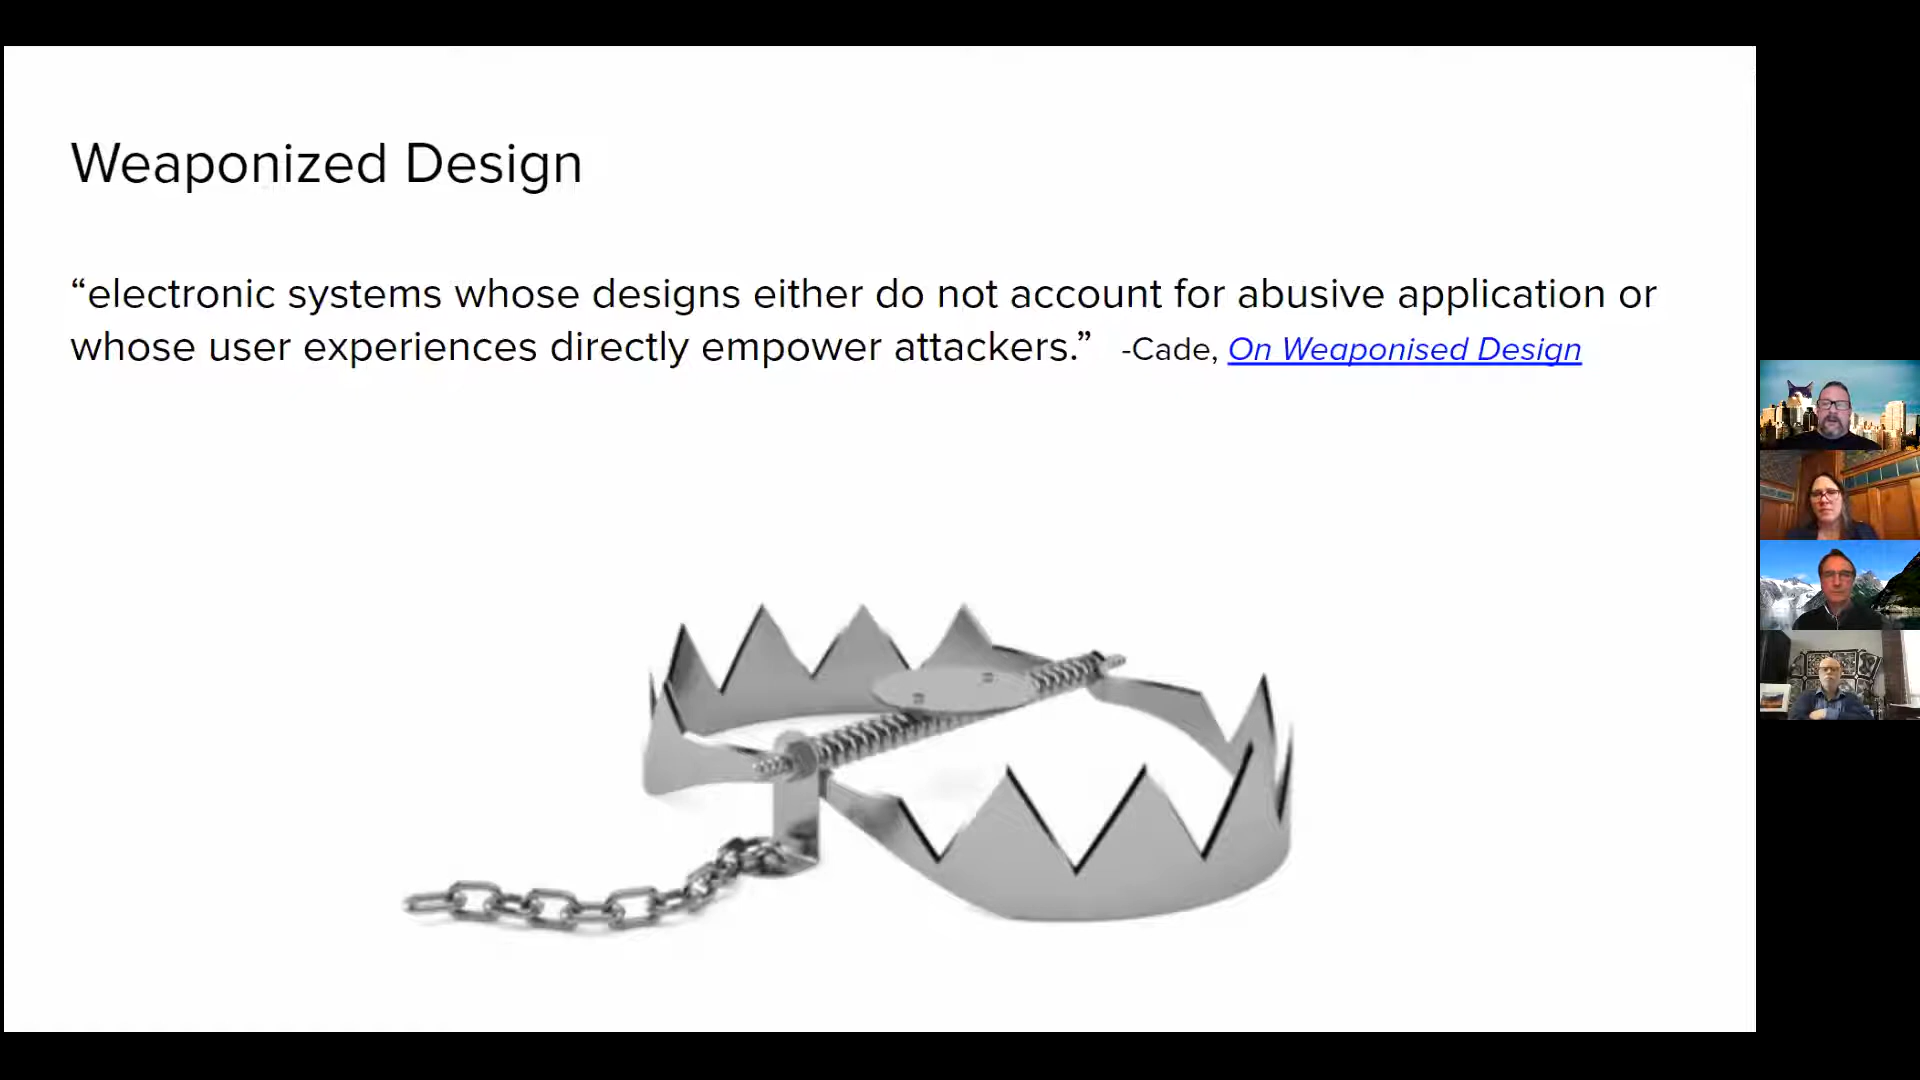 Weaponized Design
“electronic systems whose designs either do not account for abusive application or
whose user experiences directly empower attackers.” -Cade, On Weaponised Design